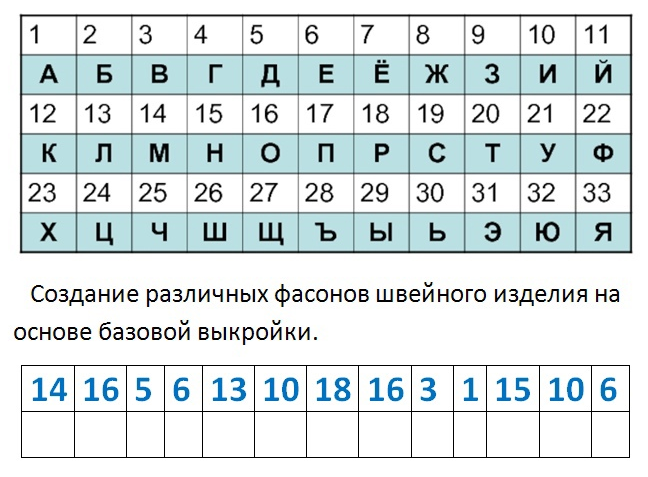 1 2 3 4 5 6 7 8 9 10 11
А Б В Г Д Е Ё Ж З И Й
12 13 14 15 16 17 18 19 20 21 22
К Л М Н О П Р С Т У Ф
23 24 25 26 27 28 29 30 31 32 33
Х Ц Ч Ш Щ Ъ Ы Ь Э Ю Я
Создание различных фасонов швейного изделия на
основе базовой выкройки.
14 16 5 6 13 10 18 16 3 1 15 10 6